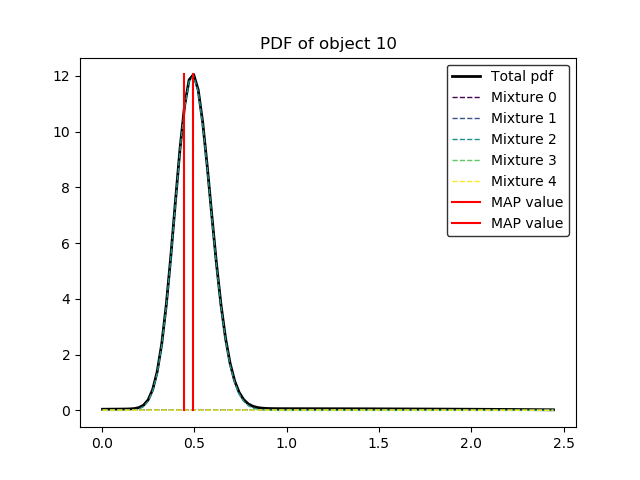 PDF of object 10
12
10
8
6
4
2
0
0.0
0.5
1.0
1.5
2.0
2.5
Total pdf
Mixture 0
Mixture 1
Mixture 2
Mixture 3
Mixture 4
MAP value
MAP value